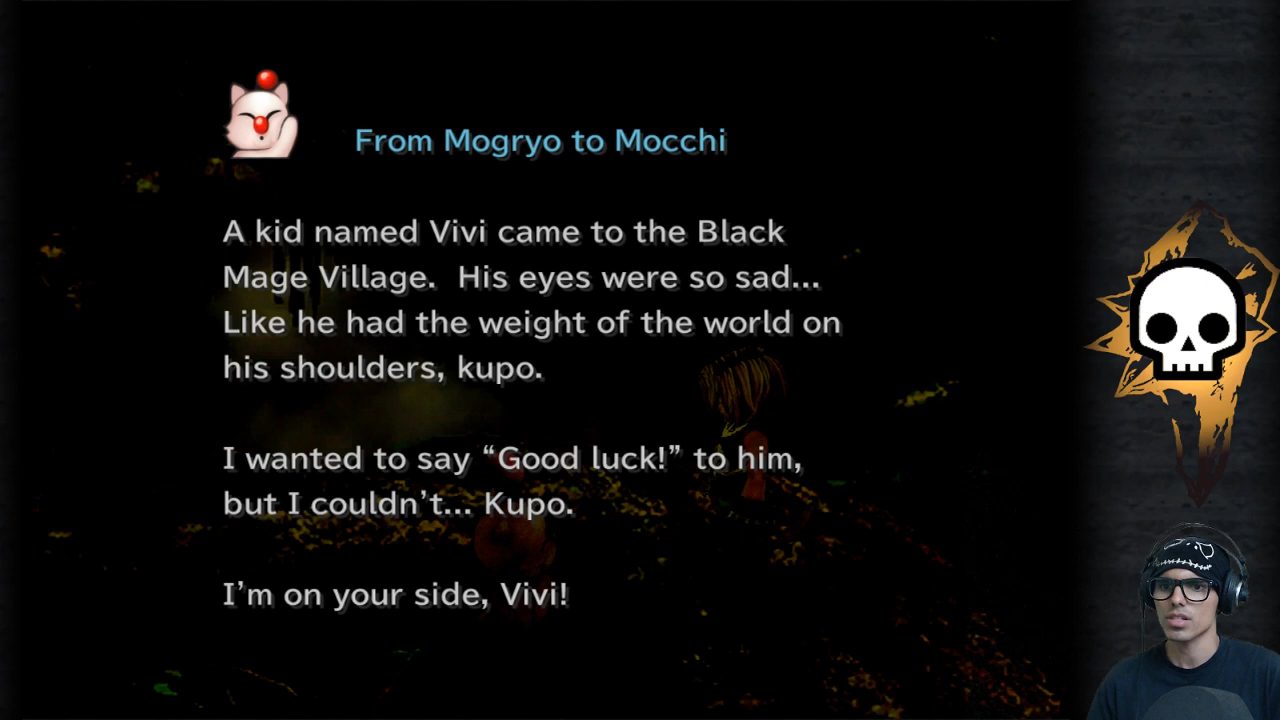 From Mogryo to Mocchi
A kid named Vivi came to the Black
Mage Village.  His eyes were so sad...
Like he had the weight of the world on
his shoulders, kupo.
I wanted to say “Good luck!” to him,
but I couldn’t... Kupo.
I’m on your side, Vivi!